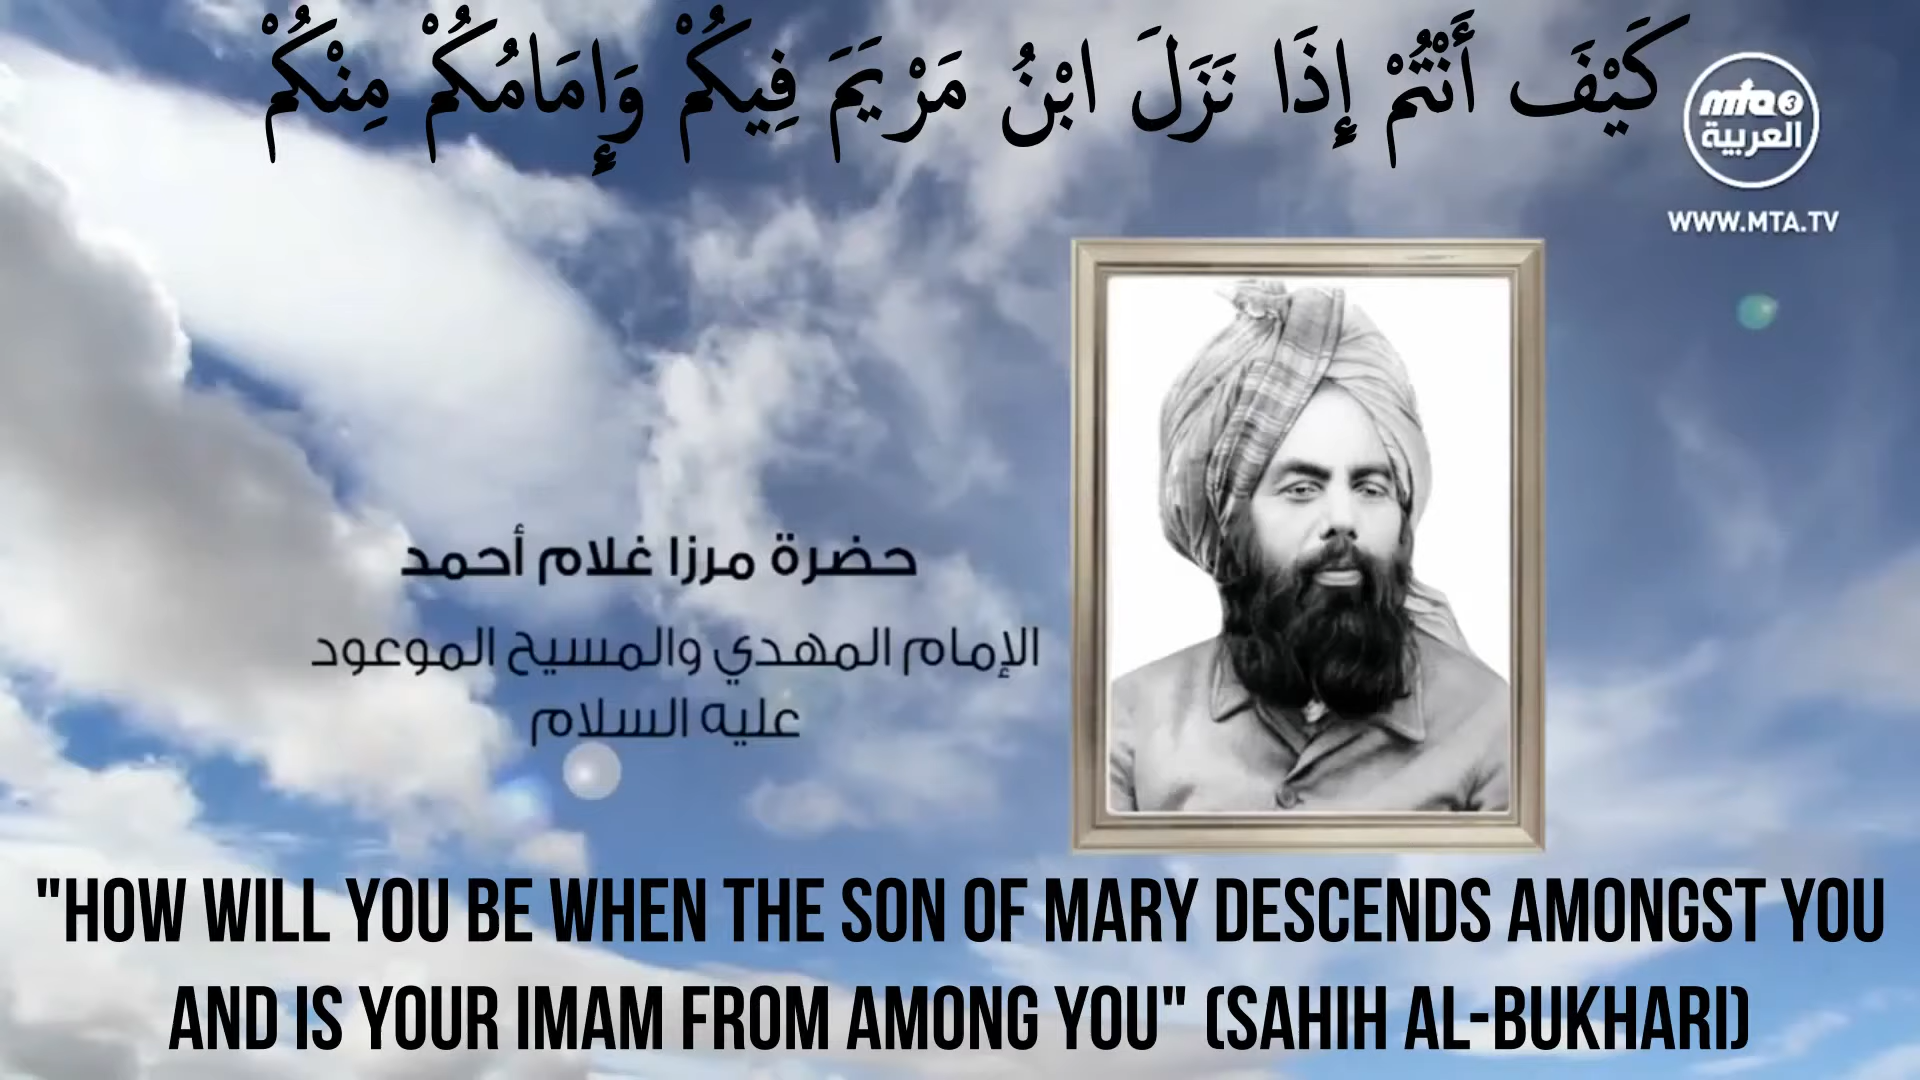 كَيْفَ أَنْتُمْ إِذَا نَزَلَ ابْنُ مَرْيَمَ فِيكُمْ وَإِمَامُكُمْ مِنْكُمْ
mta3
العربية
WWW.MTA.TV
حضرة مرزا غلام أحمد
الإمام المهدي والمسيح الموعود
عليه السلام
"HOW WILL YOU BE WHEN THE SON OF MARY DESCENDS AMONGST YOU
AND IS YOUR IMAM FROM AMONG YOU" (SAHIH AL-BUKHARI)